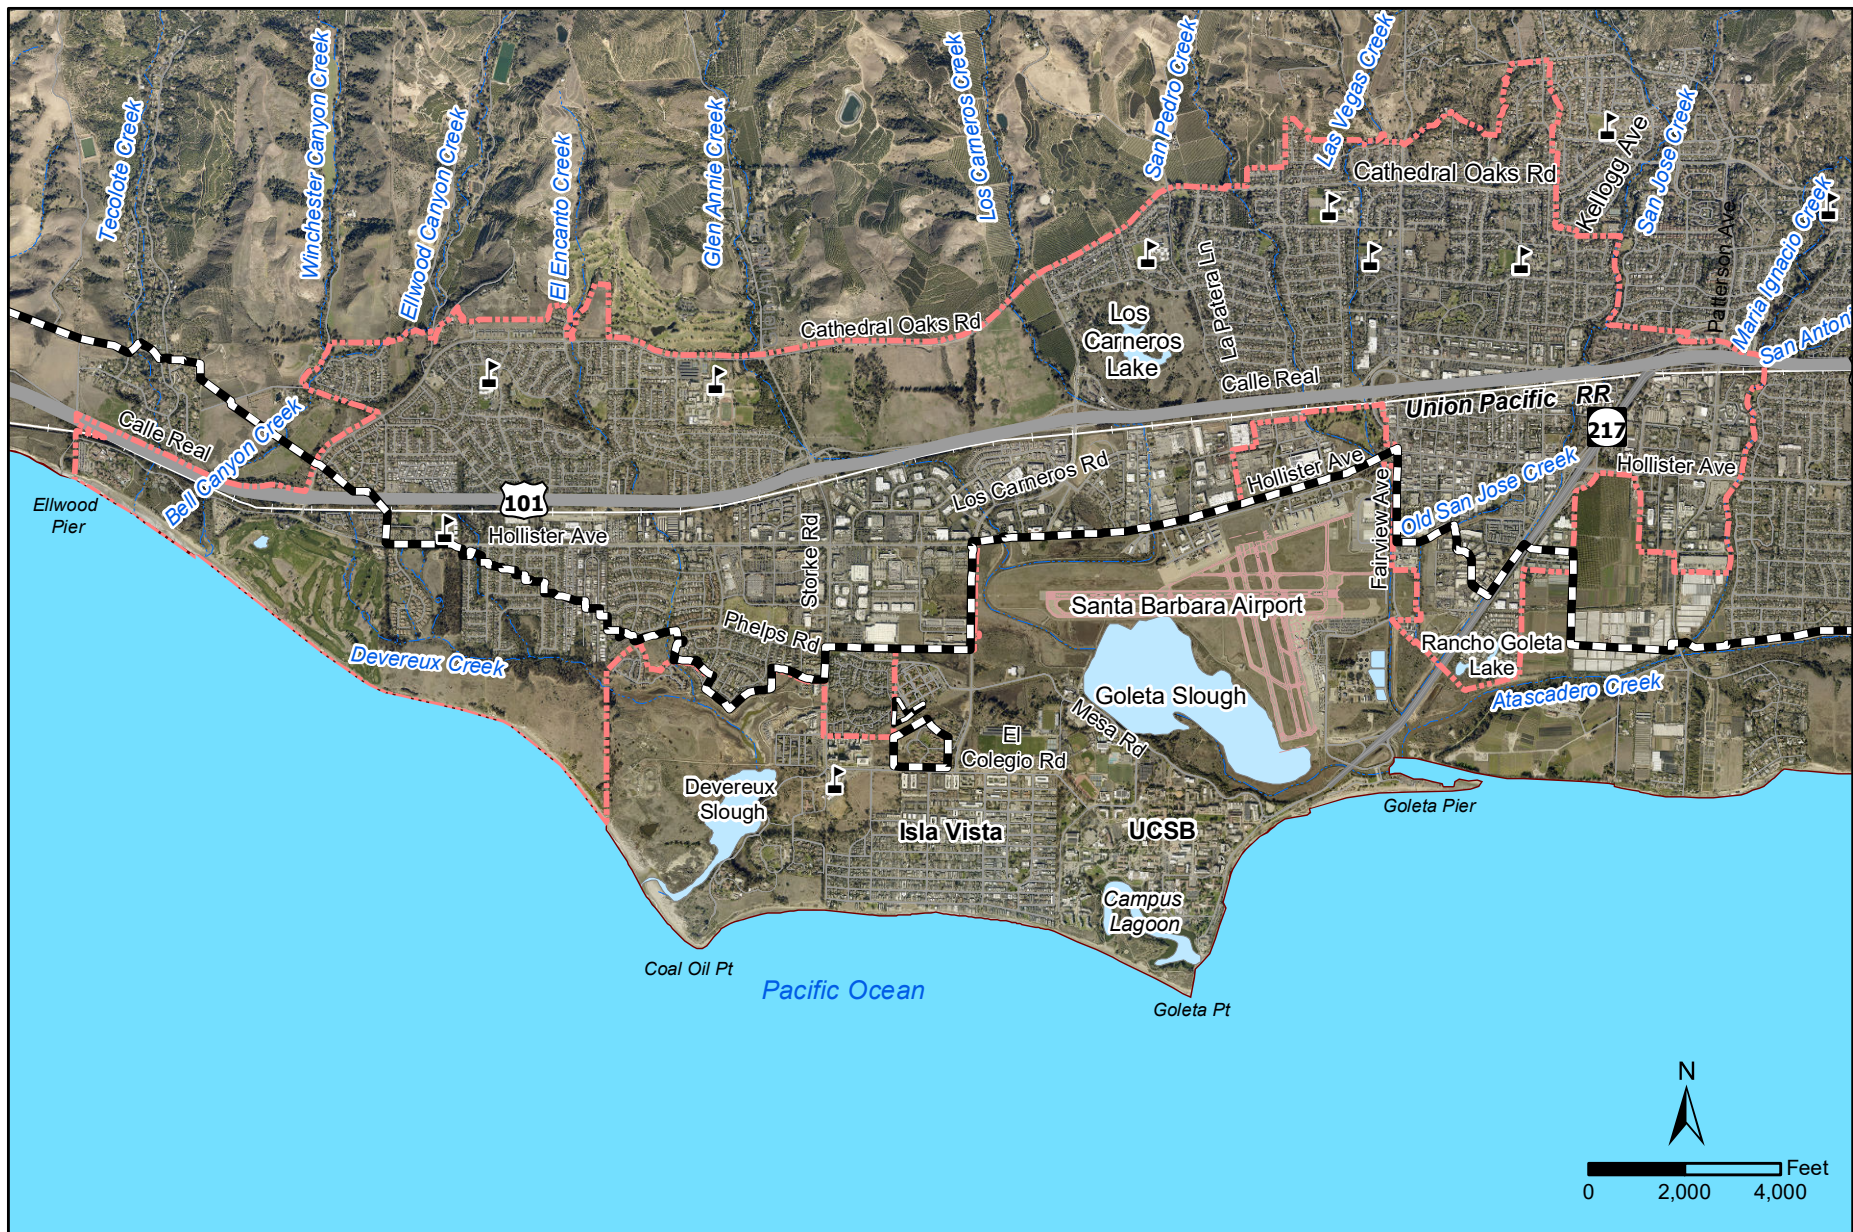 Tecolote Creek
Winchester Canyon Creek
Ellwood Canyon Creek
El Encanto Creek
Glen Annie Creek
Los Carneros Creek
San Pedro Creek
Las Vegas Creek
Kellogg Ave
San Jose Creek
Patterson Ave
Maria Ignacio Creek
San Antoni
Cathedral Oaks Rd
Cathedral Oaks Rd
La Patera Ln
Los
Carneros
Lake
Calle Real
Union Pacific RR
217
Calle Real
Bell Canyon Creek
Ellwood
Pier
101
Hollister Ave
Los Carneros Rd
Hollister Ave
Hollister Ave
Old San Jose Creek
Fairview Ave
Storke Rd
Phelps Rd
Santa Barbara Airport
Rancho Goleta
Lake
Atascadero Creek
Devereux Creek
Goleta Slough
Mesa Rd
El
Colegio Rd
Devereux
Slough
Isla Vista
UCSB
Goleta Pier
Campus
Lagoon
Coal Oil Pt
Pacific Ocean
Goleta Pt
N
Feet
0 2,000 4,000